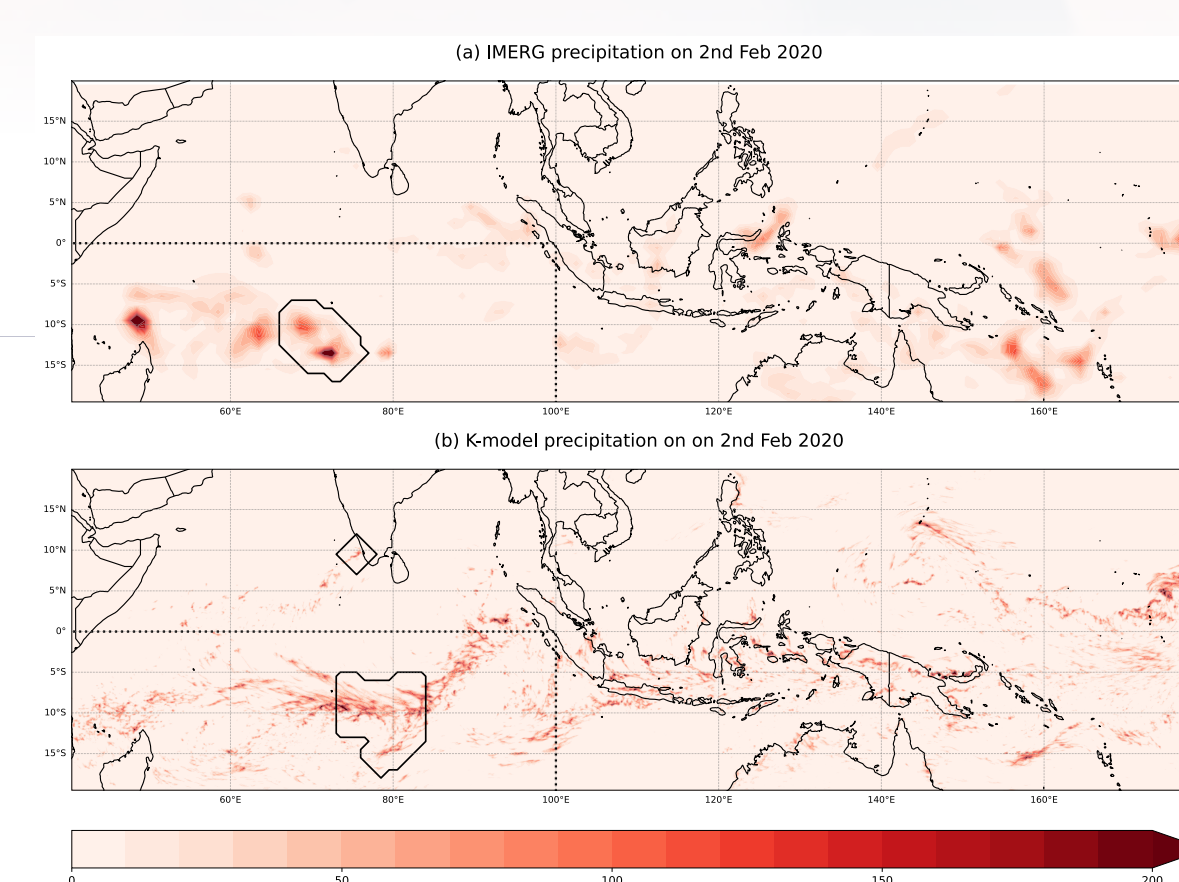 (a) IMERG precipitation on 2nd Feb 2020
15°N
10°N
5°N
0°
5°S
10°S
15°S
60°E 80°E 100°E 120°E 140°E 160°E
(b) K-model precipitation on on 2nd Feb 2020
15°N
10°N
5°N
0°
5°S
10°S
15°S
60°E 80°E 100°E 120°E 140°E 160°E
0 50 100 150 200